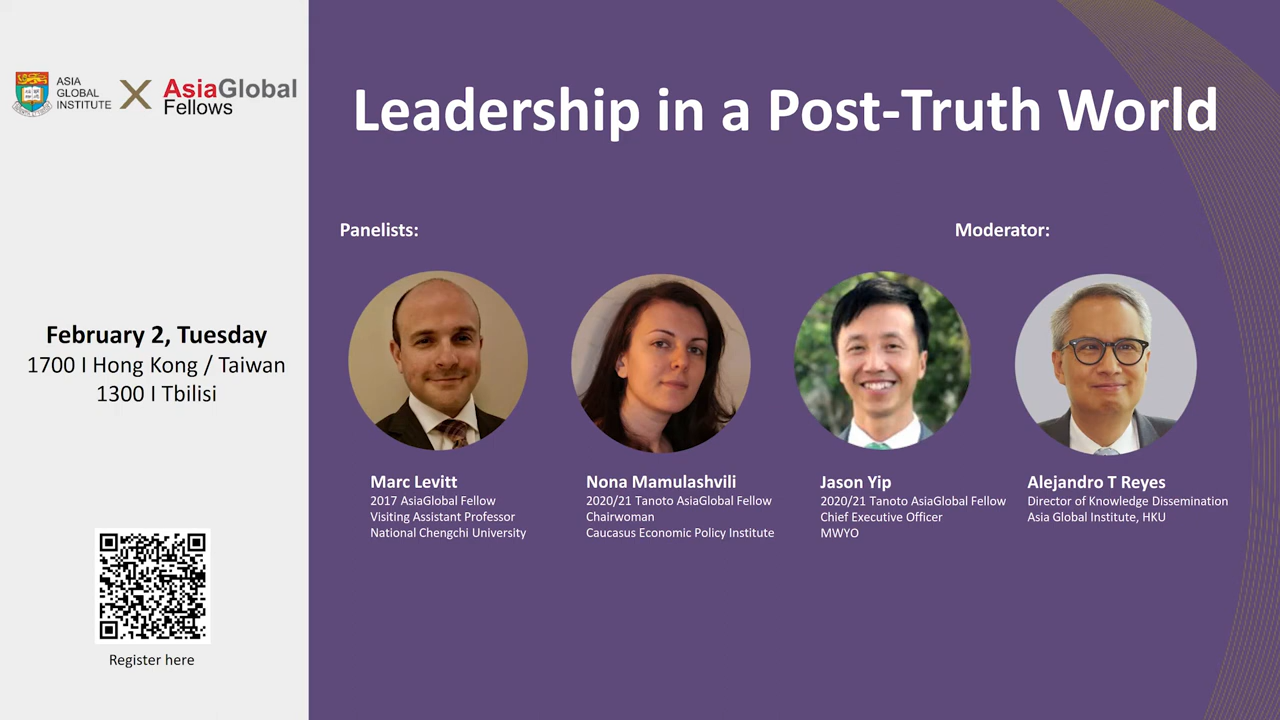 ASIA
GLOBAL
INSTITUTE
X
AsiaGlobal
Fellows
Leadership in a Post-Truth World
Panelists:
Moderator:
February 2, Tuesday
1700 I Hong Kong / Taiwan
1300 I Tbilisi
Marc Levitt
2017 AsiaGlobal Fellow
Visiting Assistant Professor
National Chengchi University
Nona Mamulashvili
2020/21 Tanoto AsiaGlobal Fellow
Chairwoman
Caucasus Economic Policy Institute
Jason Yip
2020/21 Tanoto AsiaGlobal Fellow
Chief Executive Officer
MWYO
Alejandro T Reyes
Director of Knowledge Dissemination
Asia Global Institute, HKU
Register here